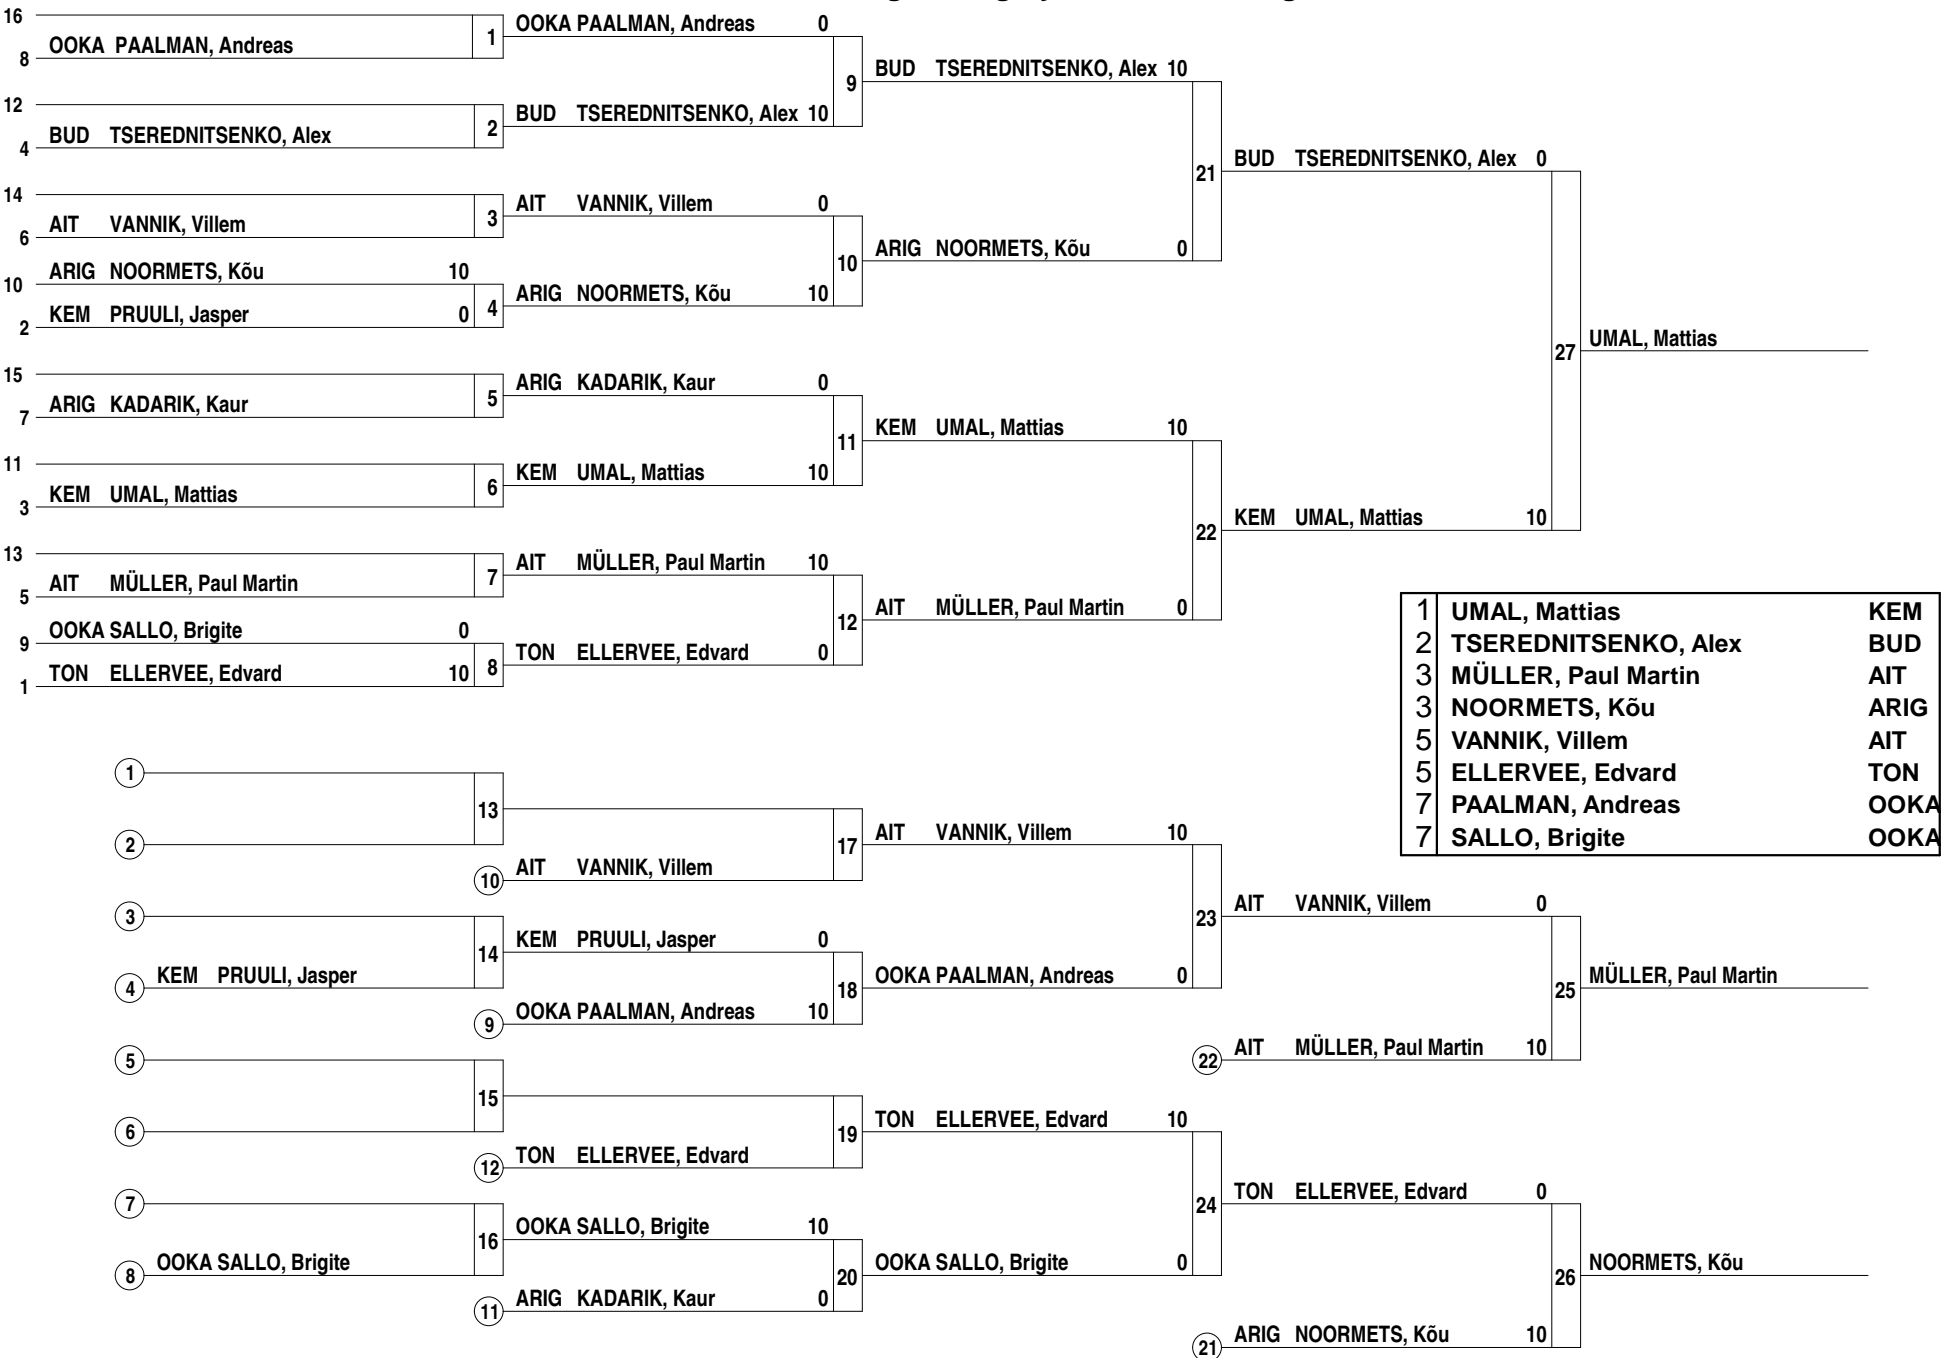 16
OOKA PAALMAN, Andreas
8
1
OOKA PAALMAN, Andreas 0
12
BUD TSEREDNITSENKO, Alex
4
2
BUD TSEREDNITSENKO, Alex 10
9
BUD TSEREDNITSENKO, Alex 10
14
AIT VANNIK, Villem
6
3
AIT VANNIK, Villem 0
ARIG NOORMETS, Kõu 10
10
KEM PRUULI, Jasper 0
2
4
ARIG NOORMETS, Kõu 10
10
ARIG NOORMETS, Kõu 0
21
BUD TSEREDNITSENKO, Alex 0
15
ARIG KADARIK, Kaur
7
5
ARIG KADARIK, Kaur 0
11
KEM UMAL, Mattias
3
6
KEM UMAL, Mattias 10
11
KEM UMAL, Mattias 10
13
AIT MÜLLER, Paul Martin
5
7
AIT MÜLLER, Paul Martin 10
OOKA SALLO, Brigite 0
9
TON ELLERVEE, Edvard 10
1
8
TON ELLERVEE, Edvard 0
12
AIT MÜLLER, Paul Martin 0
22
KEM UMAL, Mattias 10
27
UMAL, Mattias
1 UMAL, Mattias KEM
2 TSEREDNITSENKO, Alex BUD
3 MÜLLER, Paul Martin AIT
3 NOORMETS, Kõu ARIG
5 VANNIK, Villem AIT
5 ELLERVEE, Edvard TON
7 PAALMAN, Andreas OOKA
7 SALLO, Brigite OOKA
1
2
13
10
AIT VANNIK, Villem
17
AIT VANNIK, Villem 10
3
4
KEM PRUULI, Jasper
14
KEM PRUULI, Jasper 0
9
OOKA PAALMAN, Andreas 10
18
OOKA PAALMAN, Andreas 0
23
AIT VANNIK, Villem 0
22
AIT MÜLLER, Paul Martin 10
25
MÜLLER, Paul Martin
5
6
15
12
TON ELLERVEE, Edvard
19
TON ELLERVEE, Edvard 10
7
8
OOKA SALLO, Brigite
16
OOKA SALLO, Brigite 10
11
ARIG KADARIK, Kaur 0
20
OOKA SALLO, Brigite 0
24
TON ELLERVEE, Edvard 0
21
ARIG NOORMETS, Kõu 10
26
NOORMETS, Kõu